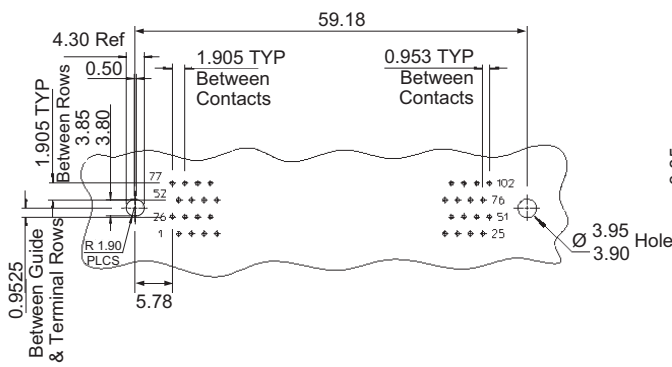 59.18
4.30 Ref
0.50
1.905 TYP
Between
Contacts
0.953 TYP
Between
Contacts
1.905 TYP
Between Rows
3.85
3.80
77
52
26
1
102
76
51
25
R 1.90
PLCS
5.78
Ø 3.95
3.90
Hole
0.9525
Between Guide
& Terminal Rows